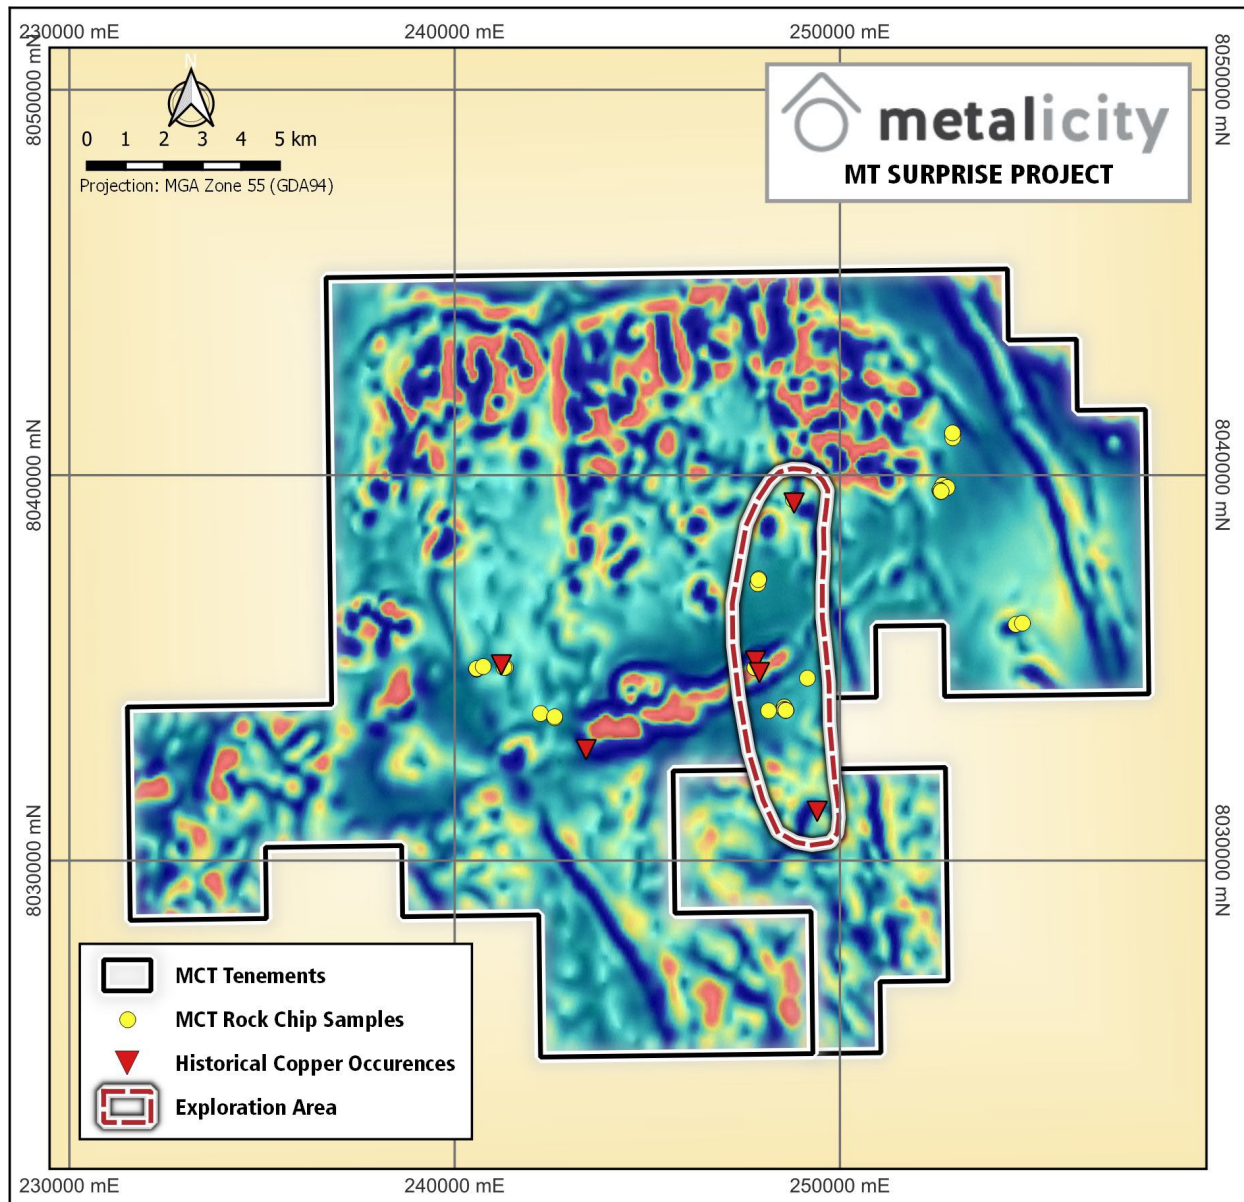 230000 mE
240000 mE
250000 mE
8050000 mN
8050000 mN
N
0 1 2 3 4 5 km
Projection: MGA Zone 55 (GDA94)
metalicity
MT SURPRISE PROJECT
8040000 mN
8040000 mN
8030000 mN
8030000 mN
MCT Tenements
MCT Rock Chip Samples
Historical Copper Occurences
Exploration Area
230000 mE
240000 mE
250000 mE